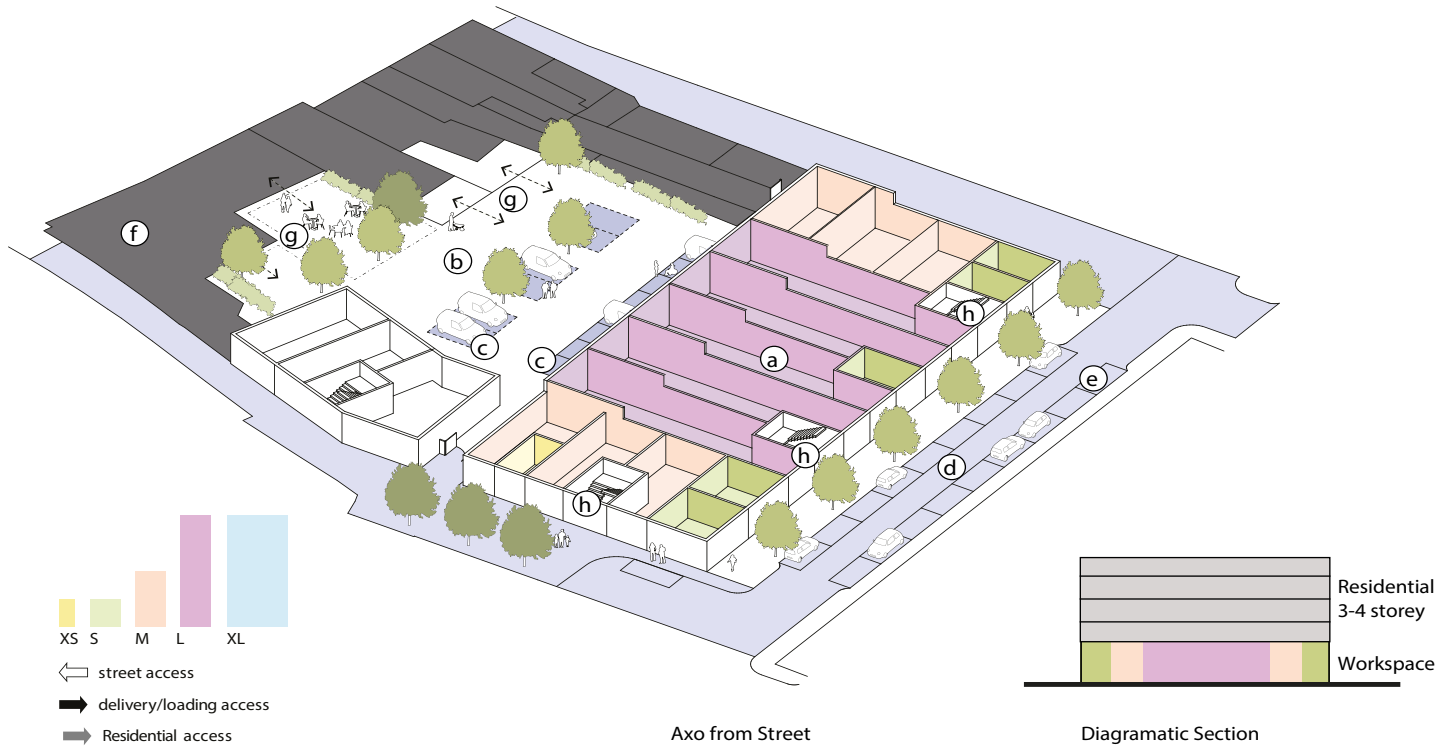 f
g
g
b
c
c
a
h
h
h
d
e
XS S M L XL
street access
delivery/loading access
Residential access
Residential
3-4 storey
Workspace
Axo from Street
Diagramatic Section